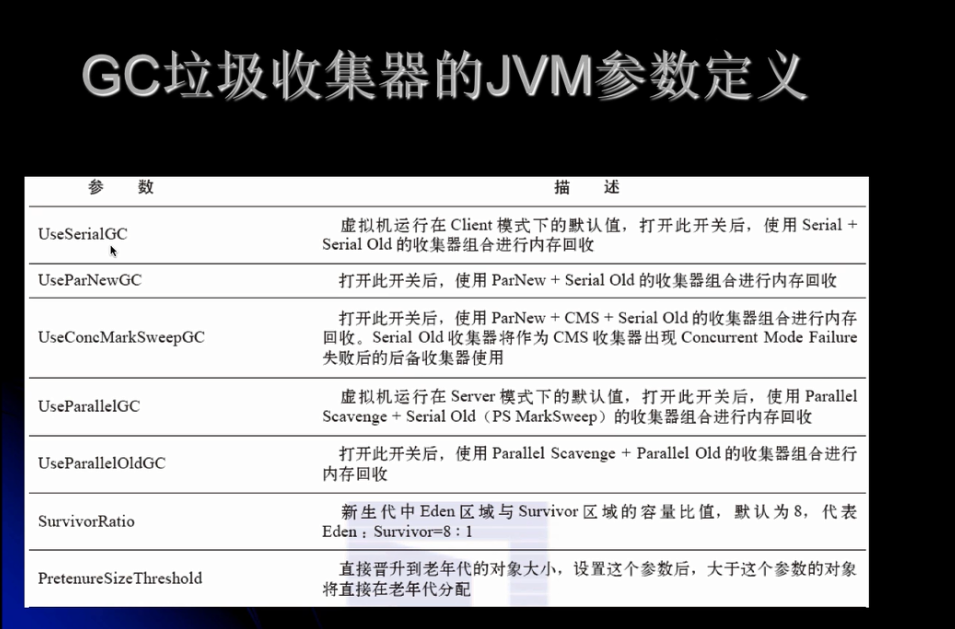 GC垃圾收集器的JVM参数定义
参 数 描 述
UseSerialGC
虚拟机运行在 Client 模式下的默认值，打开此开关后，使用 Serial +
Serial Old 的收集器组合进行内存回收
UseParNewGC
打开此开关后，使用 ParNew + Serial Old 的收集器组合进行内存回收
UseConcMarkSweepGC
打开此开关后，使用 ParNew + CMS + Serial Old 的收集器组合进行内存
回收。Serial Old 收集器将作为 CMS 收集器出现 Concurrent Mode Failure
失败后的后备收集器使用
UseParallelGC
虚拟机运行在 Server 模式下的默认值，打开此开关后，使用 Parallel
Scavenge + Serial Old（PS MarkSweep）的收集器组合进行内存回收
UseParallelOldGC
打开此开关后，使用 Parallel Scavenge + Parallel Old 的收集器组合进行
内存回收
SurvivorRatio
新生代中 Eden 区域与 Survivor 区域的容量比值，默认为 8，代表
Eden：Survivor=8：1
PretenureSizeThreshold
直接晋升到老年代的对象大小，设置这个参数后，大于这个参数的对象
将直接在老年代分配